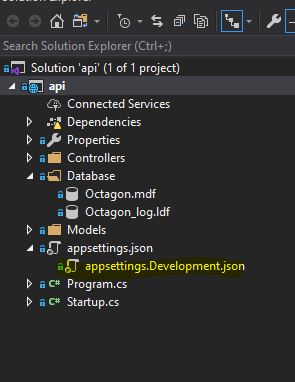 Search Solution Explorer (Ctrl+;)
Solution 'api' (1 of 1 project)
api
Connected Services
Dependencies
Properties
Controllers
Database
Octagon.mdf
Octagon_log.ldf
Models
appsettings.json
appsettings.Development.json
C# Program.cs
C# Startup.cs